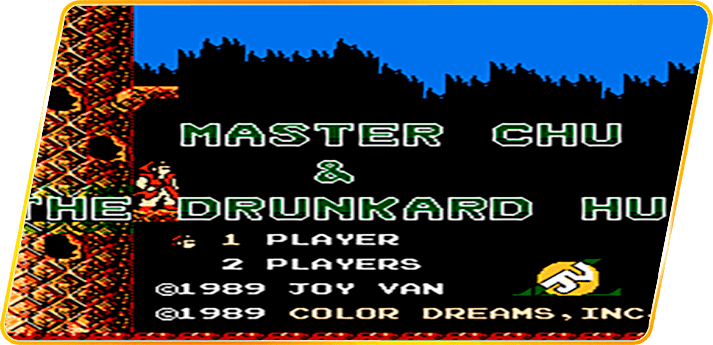 MASTER CHU
&
THE DRUNKARD HU
1 PLAYER
2 PLAYERS
©1989 JOY VAN
©1989 COLOR DREAMS, INC.